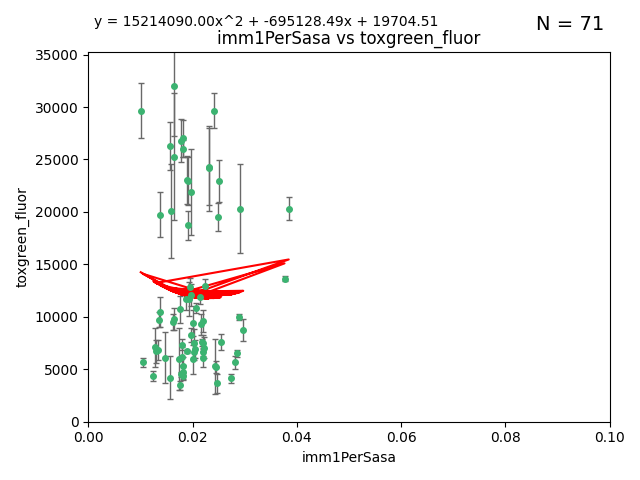 y = 15214090.00x^2 + -695128.49x + 19704.51
N = 71
imm1PerSasa vs toxgreen_fluor
35000
30000
25000
20000
15000
10000
5000
0
toxgreen_fluor
0.00 0.02 0.04 0.06 0.08 0.10
imm1PerSasa